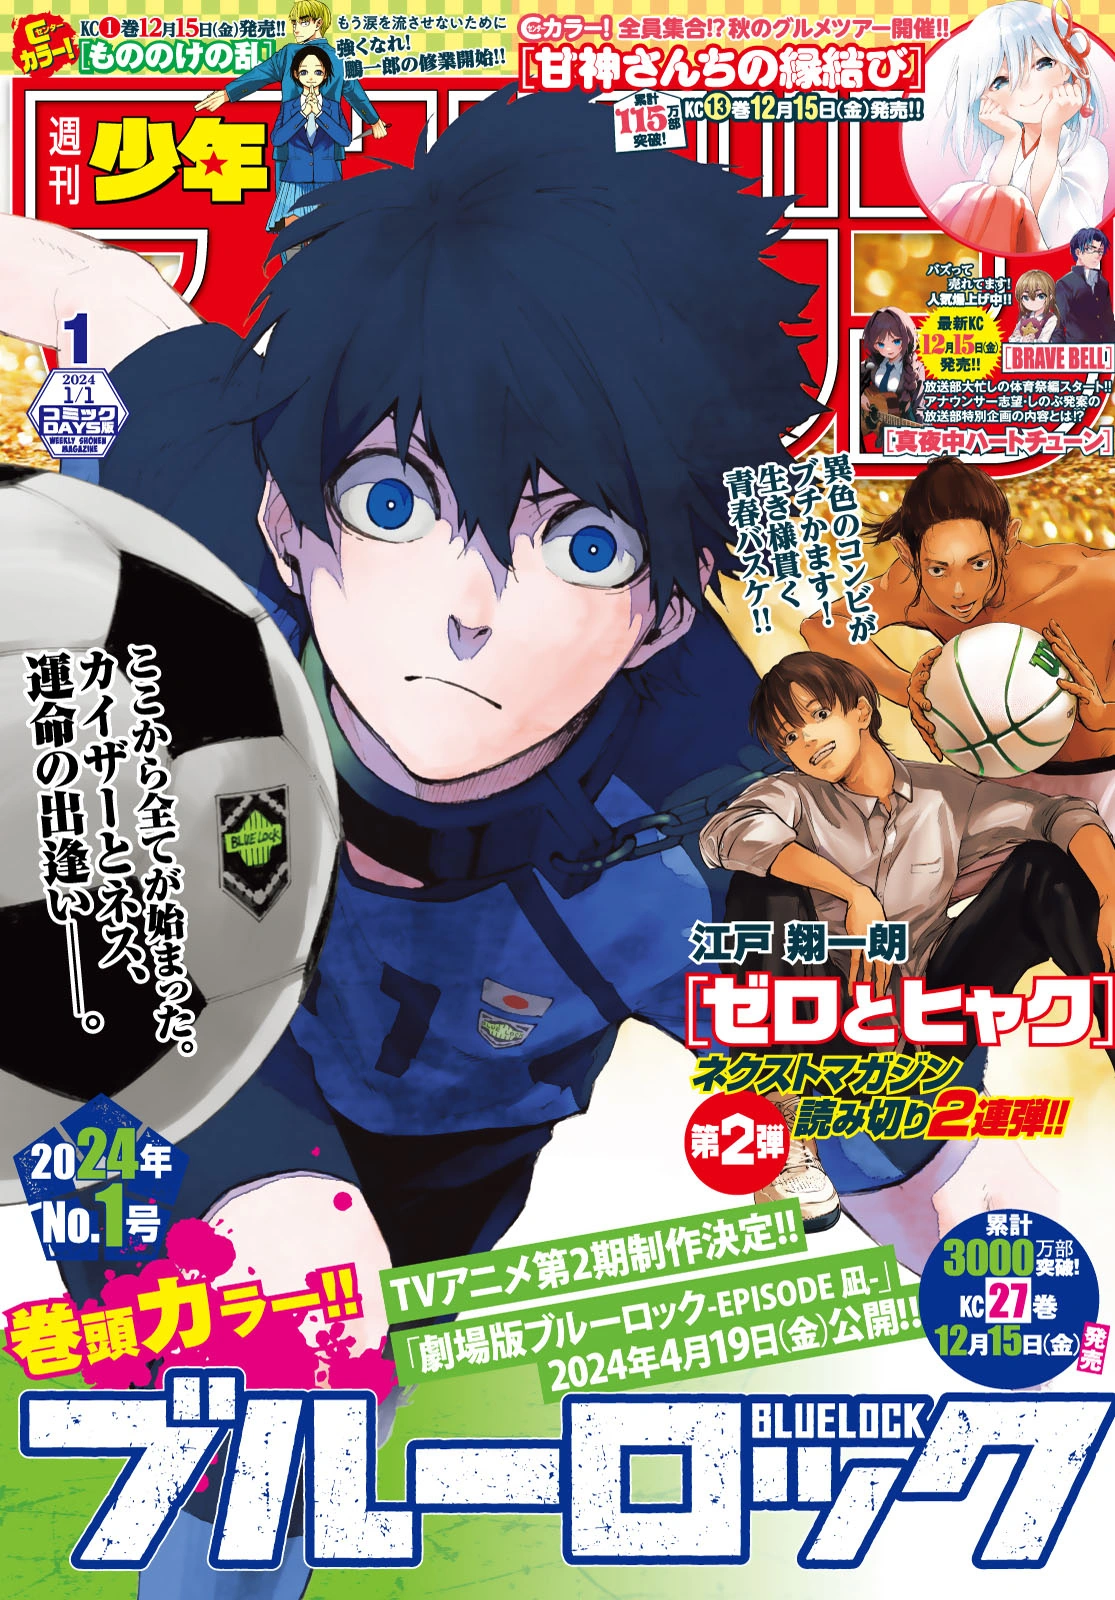 センターカラー!
KC①巻12月15日(金)発売!!
[もののけの乱]
もう涙を流させないために
強くなれ!
鵬一郎の修業開始!!
センターカラー! 全員集合!? 秋のグルメツアー開催!!
[甘神さんちの縁結び]
累計
115万部
突破!
KC⑬巻12月15日(金)発売!!
週刊
少年
マガジン
1
2024
1/1
コミック
DAYS版
WEEKLY SHONEN
MAGAZINE
バズって
売れてます!
人気爆上げ中!!
最新KC
12月15日(金)
発売!!
[BRAVE BELL]
放送部大忙しの体育祭編スタート!!
アナウンサー志望・しのぶ発案の
放送部特別企画の内容とは!?
[真夜中ハートチューン]
異色のコンビが
ブチかます!
生き様貫く
青春バスケ!!
ここから全てが始まった。
カイザーとネス、
運命の出逢い――。
BLUE LOCK
7
江戸 翔一朗
[ゼロとヒャク]
ネクストマガジン
読み切り2連弾!!
第2弾
2024年
No.1号
巻頭カラー!!
TVアニメ第2期制作決定!!
「劇場版ブルーロック-EPISODE 凪-」
2024年4月19日(金)公開!!
累計
3000万部
突破!
KC27巻
12月15日(金)
発売
BLUELOCK
ブルーロック